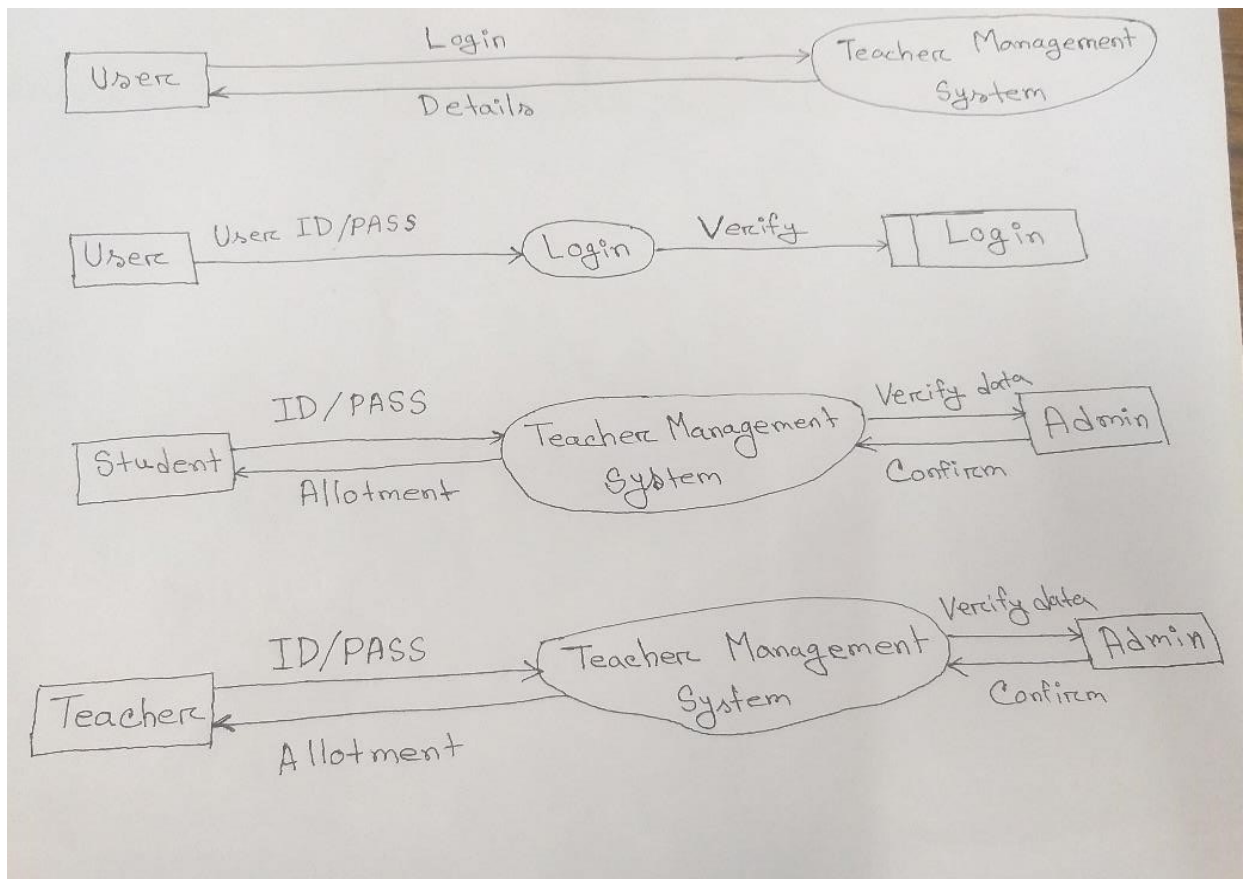 Login
User
Teacher Management
System
Details
User ID/PASS
Verify
User
Login
Login
ID/PASS
Verify data
Student
Teacher Management
System
Admin
Allotment
Confirm
ID/PASS
Verify data
Teacher
Teacher Management
System
Admin
Allotment
Confirm